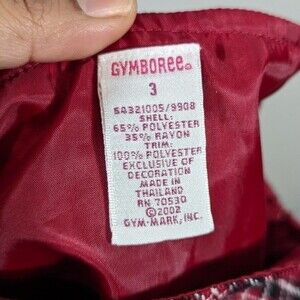 GYMBOREE
3
54321005/9908
SHELL:
65% POLYESTER
35% RAYON
TRIM:
100% POLYESTER
EXCLUSIVE OF
DECORATION
MADE IN
THAILAND
RN 70530
©2002
GYM-MARK, INC.